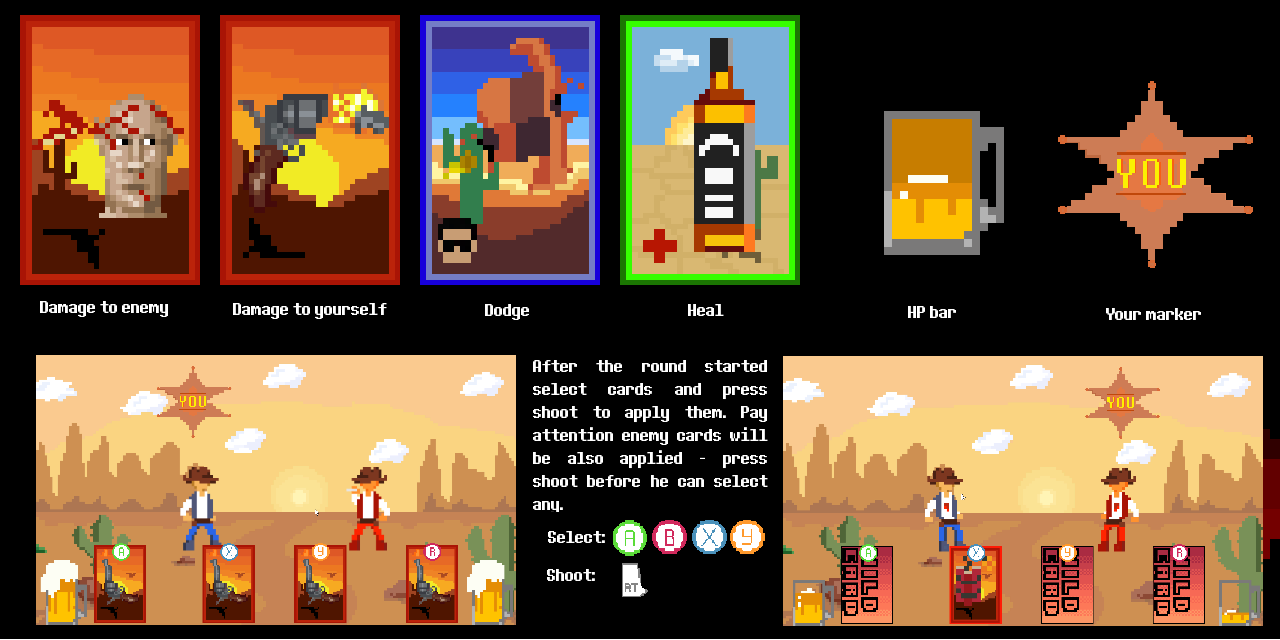 YOU
Damage to enemy
Damage to yourself
Dodge
Heal
HP bar
Your marker
YOU
After the round started
select cards and press
shoot to apply them. Pay
attention enemy cards will
be also applied - press
shoot before he can select
any.
Select: A B X Y
Shoot: RT
A X Y B
YOU
A X Y B